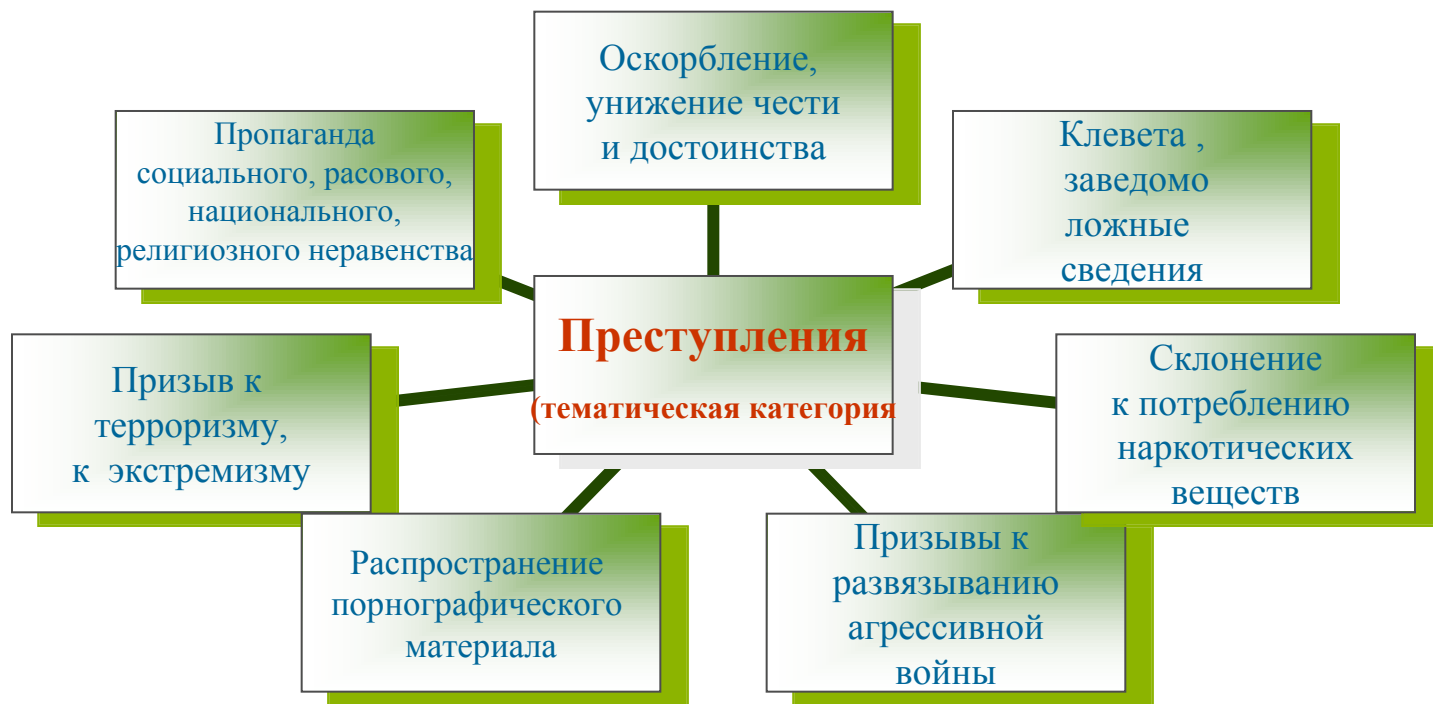 Оскорбление,
унижение чести
и достоинства
Пропаганда
социального, расового,
национального,
религиозного неравенства
Клевета ,
заведомо
ложные
сведения
Преступления
(тематическая категория
Призыв к
терроризму,
к экстремизму
Склонение
к потреблению
наркотических
веществ
Распространение
порнографического
материала
Призывы к
развязыванию
агрессивной
войны